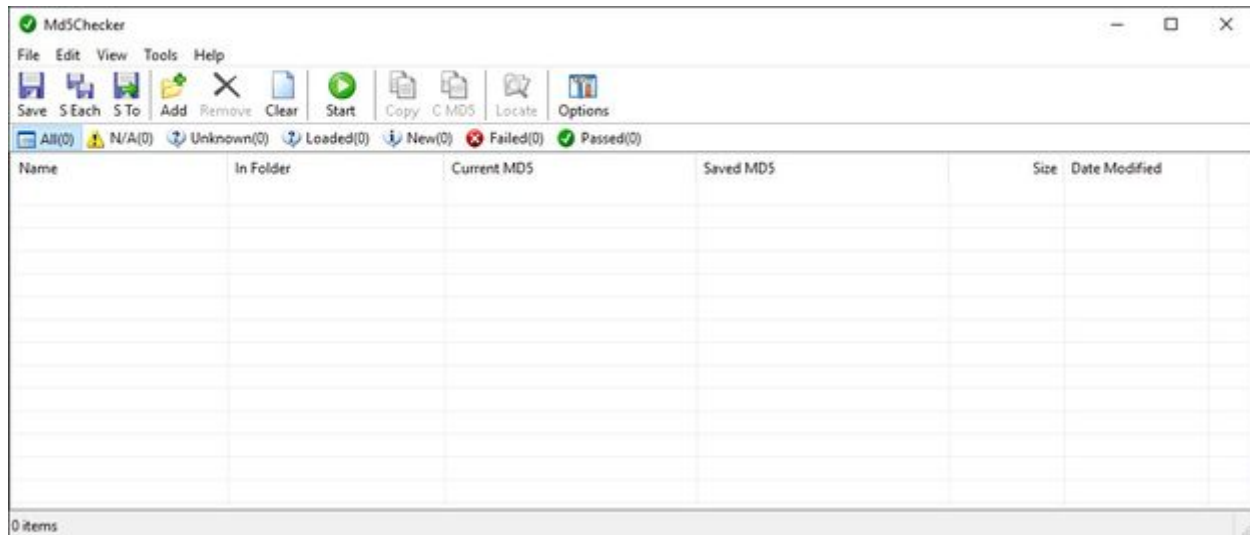 Md5Checker
File Edit View Tools Help
Save S Each S To Add Remove Clear Start Copy C MD5 Locate Options
All(0) N/A(0) Unknown(0) Loaded(0) New(0) Failed(0) Passed(0)
Name In Folder Current MD5 Saved MD5 Size Date Modified
0 items